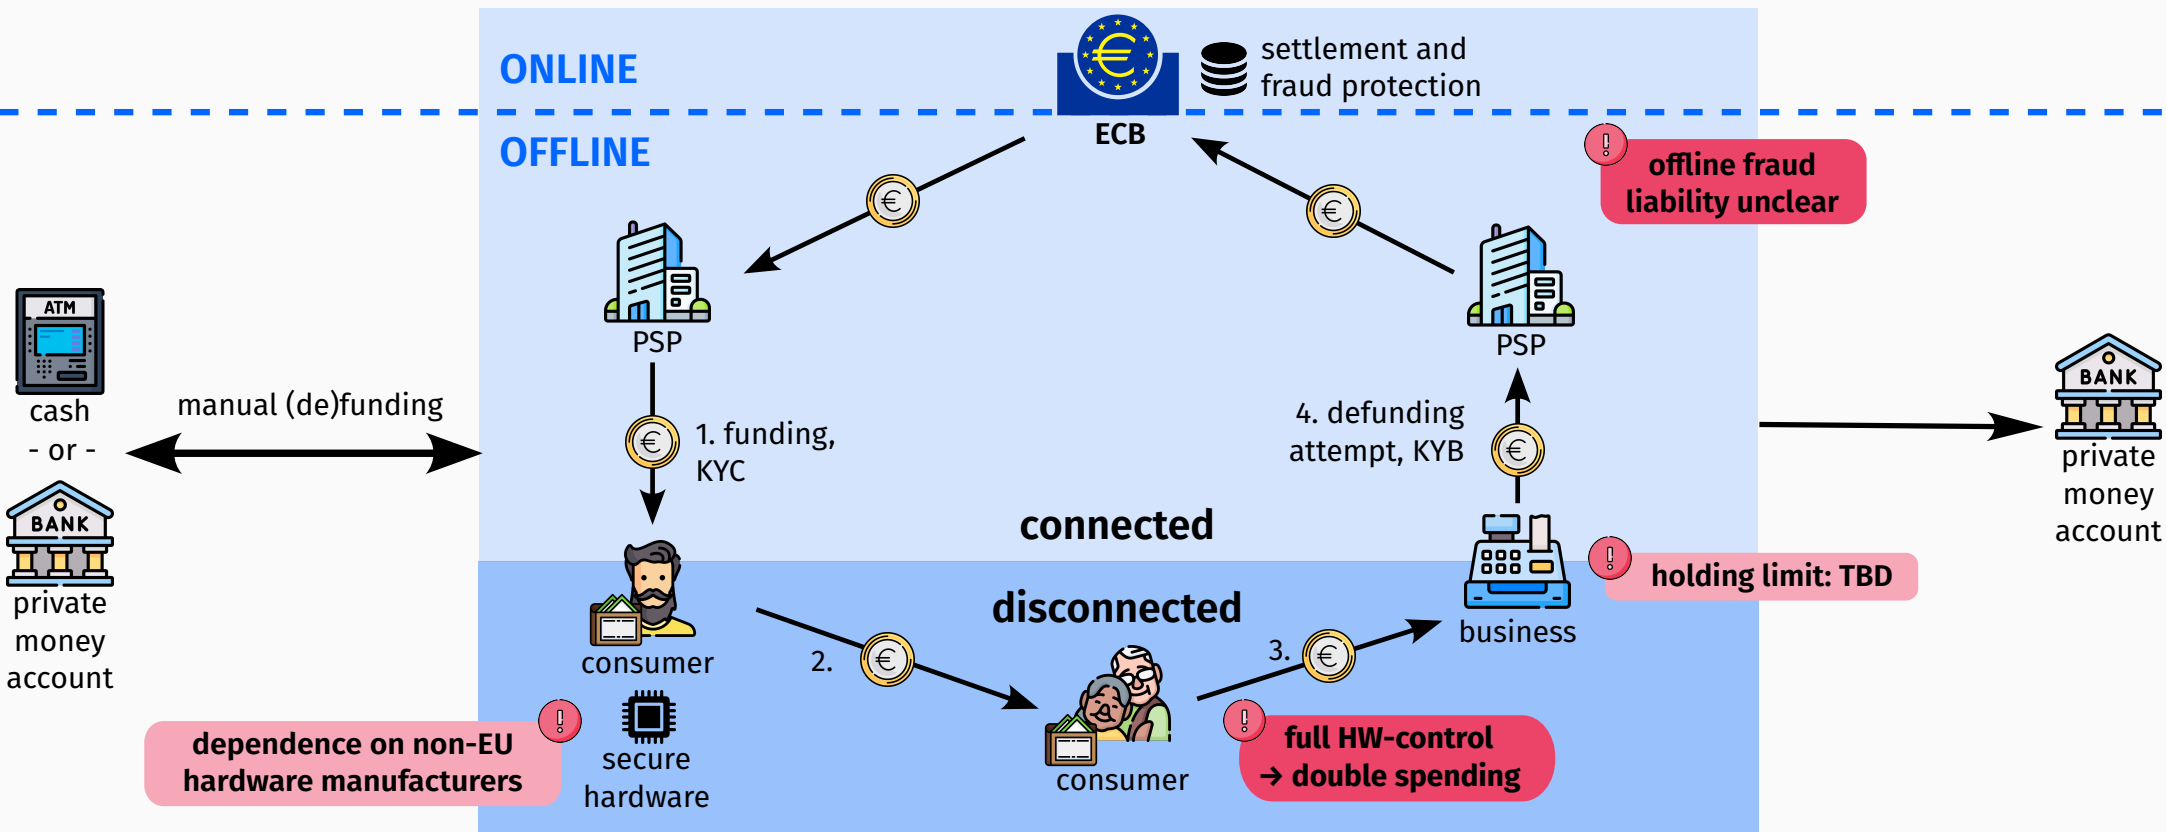 ONLINE
settlement and
fraud protection
ECB
OFFLINE
offline fraud
liability unclear
PSP
PSP
ATM
cash
- or -
BANK
private
money
account
manual (de)funding
1. funding,
KYC
4. defunding
attempt, KYB
BANK
private
money
account
connected
disconnected
holding limit: TBD
business
consumer
2.
3.
consumer
secure
hardware
dependence on non-EU
hardware manufacturers
full HW-control
→ double spending